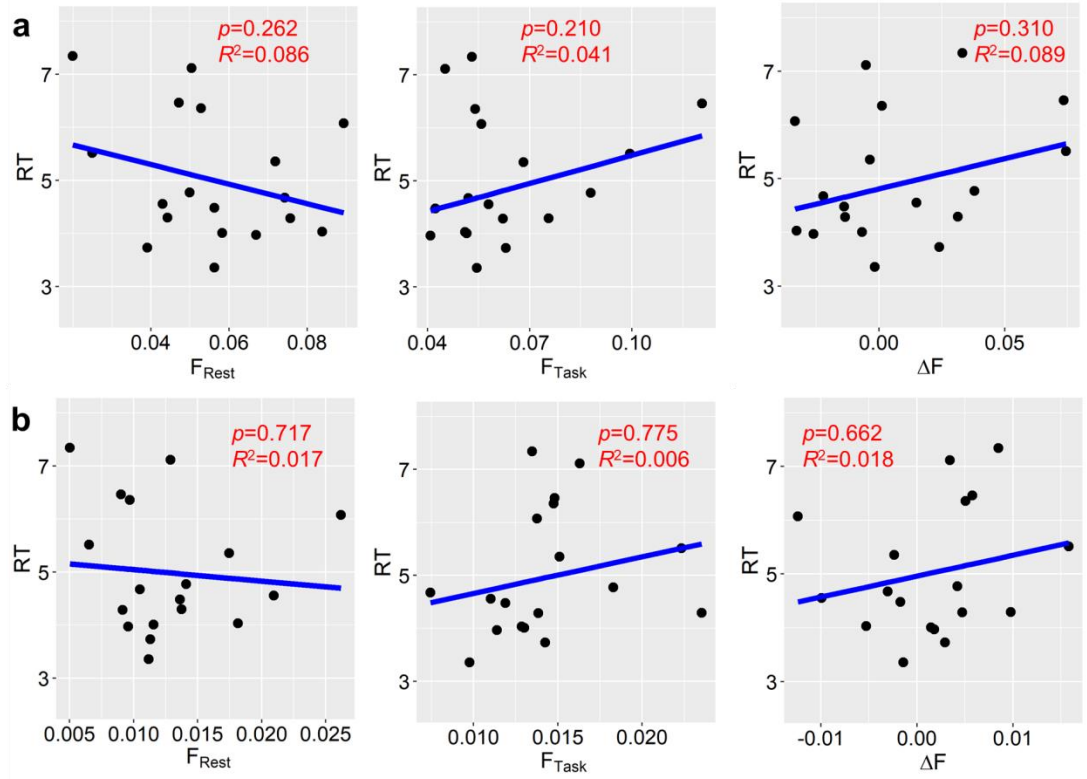 a
p=0.262
R²=0.086
RT
7
5
3
0.04
0.06
0.08
F_Rest
p=0.210
R²=0.041
RT
7
5
3
0.04
0.07
0.10
F_Task
p=0.310
R²=0.089
RT
7
5
3
0.00
0.05
ΔF
b
p=0.717
R²=0.017
RT
7
5
3
0.005
0.010
0.015
0.020
0.025
F_Rest
p=0.775
R²=0.006
RT
7
5
3
0.010
0.015
0.020
F_Task
p=0.662
R²=0.018
RT
7
5
3
-0.01
0.00
0.01
ΔF